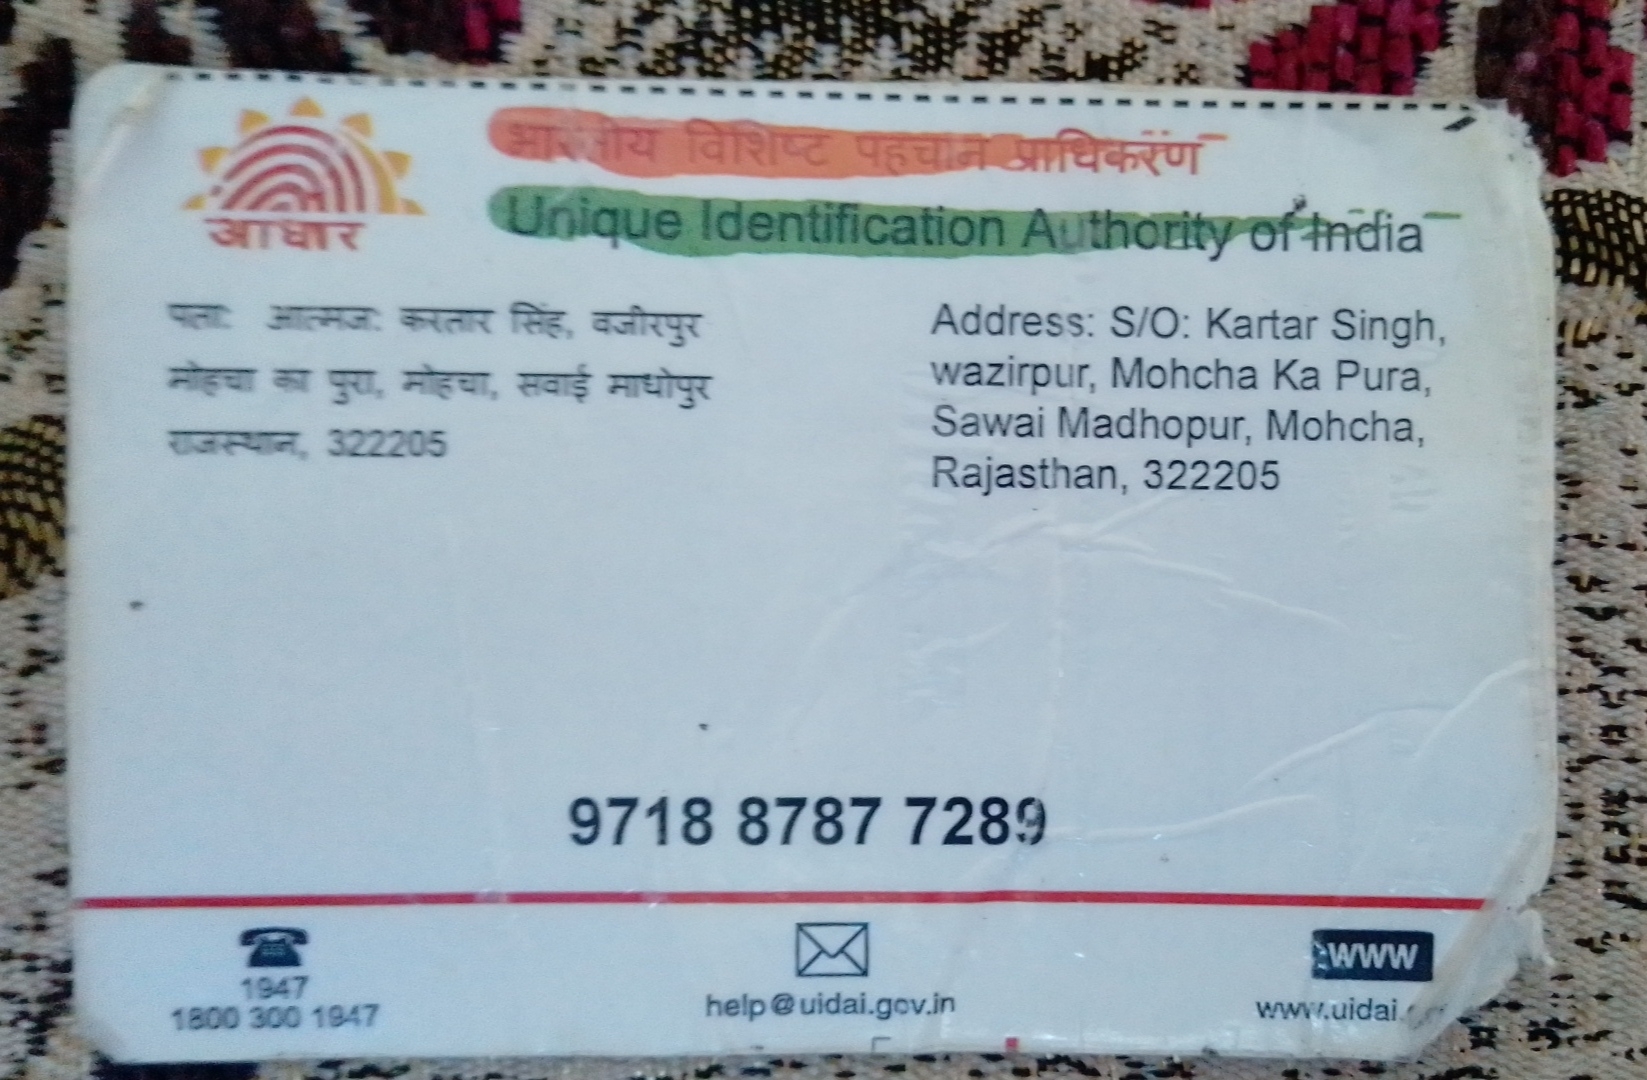 आधार
भारतीय विशिष्ट पहचान प्राधिकरण
Unique Identification Authority of India
पता: आत्मज: करतार सिंह, वजीरपुर
मोहचा का पुरा, मोहचा, सवाई माधोपुर
राजस्थान, 322205
Address: S/O: Kartar Singh,
wazirpur, Mohcha Ka Pura,
Sawai Madhopur, Mohcha,
Rajasthan, 322205
9718 8787 7289
1947
1800 300 1947
help@uidai.gov.in
WWW
www.uidai.